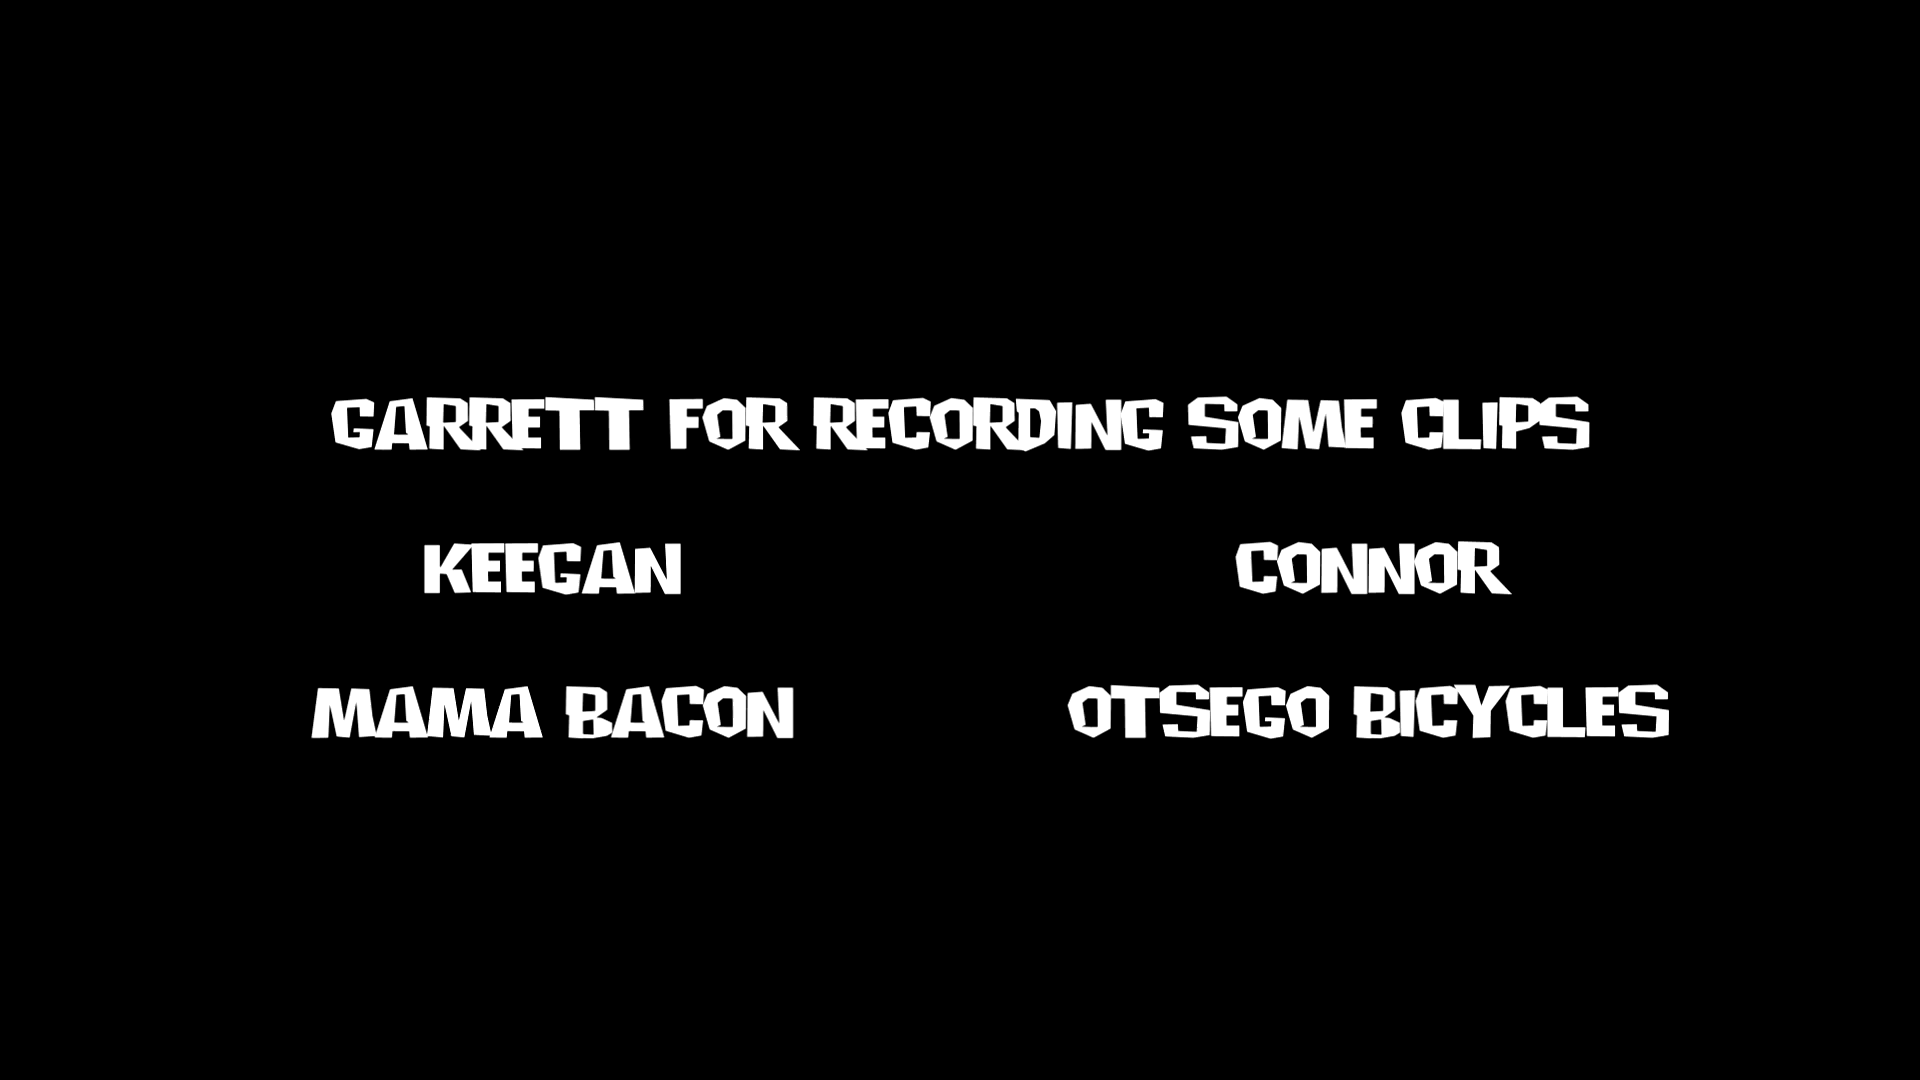 GARRETT FOR RECORDING SOME CLIPS
KEEGAN CONNOR
MAMA BACON OTSEGO BICYCLES